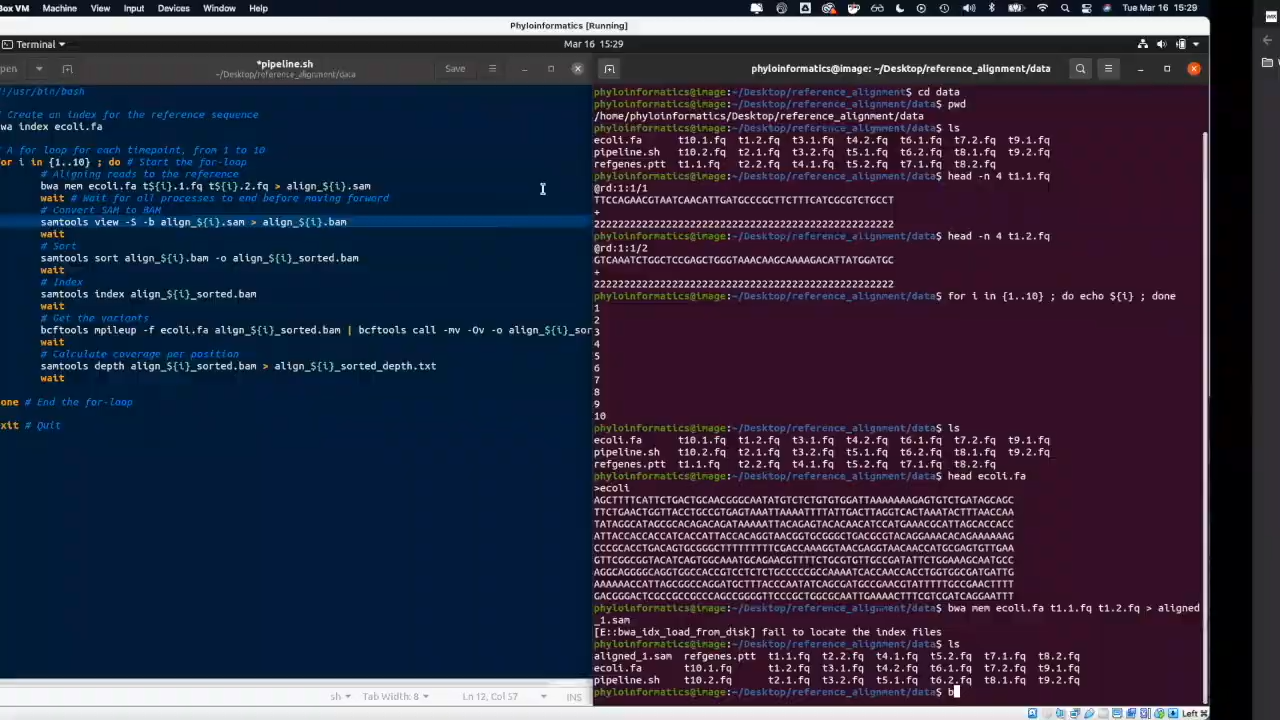 Box VM Machine View Input Devices Window Help
Tue Mar 16 15:29
Phyloinformatics [Running]
Terminal
Mar 16 15:29
pen
*pipeline.sh
~/Desktop/reference_alignment/data
Save
!/usr/bin/bash
Create an index for the reference sequence
wa index ecoli.fa
A for loop for each timepoint, from 1 to 10
or i in {1..10} ; do # Start the for-loop
# Aligning reads to the reference
bwa mem ecoli.fa t${i}.1.fq t${i}.2.fq > align_${i}.sam
wait # Wait for all processes to end before moving forward
# Convert SAM to BAM
samtools view -S -b align_${i}.sam > align_${i}.bam
wait
# Sort
samtools sort align_${i}.bam -o align_${i}_sorted.bam
wait
# Index
samtools index align_${i}_sorted.bam
wait
# Get the variants
bcftools mpileup -f ecoli.fa align_${i}_sorted.bam | bcftools call -mv -Ov -o align_${i}_sor
wait
# Calculate coverage per position
samtools depth align_${i}_sorted.bam > align_${i}_sorted_depth.txt
wait
one # End the for-loop
xit # Quit
sh
Tab Width: 8
Ln 12, Col 57
INS
phyloinformatics@image: ~/Desktop/reference_alignment/data
phyloinformatics@image:~/Desktop/reference_alignment$ cd data
phyloinformatics@image:~/Desktop/reference_alignment/data$ pwd
/home/phyloinformatics/Desktop/reference_alignment/data
phyloinformatics@image:~/Desktop/reference_alignment/data$ ls
ecoli.fa t10.1.fq t1.2.fq t3.1.fq t4.2.fq t6.1.fq t7.2.fq t9.1.fq
pipeline.sh t10.2.fq t2.1.fq t3.2.fq t5.1.fq t6.2.fq t8.1.fq t9.2.fq
refgenes.ptt t1.1.fq t2.2.fq t4.1.fq t5.2.fq t7.1.fq t8.2.fq
phyloinformatics@image:~/Desktop/reference_alignment/data$ head -n 4 t1.1.fq
@rd:1:1/1
TTCCAGAACGTAATCAACATTGATGCCCGCTTCTTTCATCGCGTCTGCCT
+
22222222222222222222222222222222222222222222222222
phyloinformatics@image:~/Desktop/reference_alignment/data$ head -n 4 t1.2.fq
@rd:1:1/2
GTCAAATCTGGCTCCGAGCTGGGTAAACAAGCAAAAGACATTATGGATGC
+
22222222222222222222222222222222222222222222222222
phyloinformatics@image:~/Desktop/reference_alignment/data$ for i in {1..10} ; do echo ${i} ; done
1
2
3
4
5
6
7
8
9
10
phyloinformatics@image:~/Desktop/reference_alignment/data$ ls
ecoli.fa t10.1.fq t1.2.fq t3.1.fq t4.2.fq t6.1.fq t7.2.fq t9.1.fq
pipeline.sh t10.2.fq t2.1.fq t3.2.fq t5.1.fq t6.2.fq t8.1.fq t9.2.fq
refgenes.ptt t1.1.fq t2.2.fq t4.1.fq t5.2.fq t7.1.fq t8.2.fq
phyloinformatics@image:~/Desktop/reference_alignment/data$ head ecoli.fa
>ecoli
AGCTTTTCATTCTGACTGCAACGGGCAATATGTCTCTGTGTGGATTAAAAAAAGAGTGTCTGATAGCAGC
TTCTGAACTGGTTACCTGCCGTGAGTAAATTAAAATTTTATTGACTTAGGTCACTAAATACTTTAACCAA
TATAGGCATAGCGCACAGACAGATAAAAATTACAGAGTACACAACATCCATGAAACGCATTAGCACCACC
ATTACCACCACCATCACCATTACCACAGGTAACGGTGCGGGCTGACGCGTACAGGAAACACAGAAAAAAG
CCCGCACCTGACAGTGCGGGCTTTTTTTTTCGACCAAAGGTAACGAGGTAACAACCATGCGAGTGTTGAA
GTTCGGCGGTACATCAGTGGCAAATGCAGAACGTTTTCTGCGTGTTGCCGATATTCTGGAAAGCAATGCC
AGGCAGGGGCAGGTGGCCACCGTCCTCTCTGCCCCCGCCAAAATCACCAACCACCTGGTGGCGATGATTG
AAAAAACCATTAGCGGCCAGGATGCTTTACCCAATATCAGCGATGCCGAACGTATTTTTGCCGAACTTTT
GACGGGACTCGCCGCCGCCCAGCCGGGGTTCCCGCTGGCGCAATTGAAAACTTTCGTCGATCAGGAATTT
phyloinformatics@image:~/Desktop/reference_alignment/data$ bwa mem ecoli.fa t1.1.fq t1.2.fq > aligned
_1.sam
[E::bwa_idx_load_from_disk] fail to locate the index files
phyloinformatics@image:~/Desktop/reference_alignment/data$ ls
aligned_1.sam refgenes.ptt t1.1.fq t2.2.fq t4.1.fq t5.2.fq t7.1.fq t8.2.fq
ecoli.fa t10.1.fq t1.2.fq t3.1.fq t4.2.fq t6.1.fq t7.2.fq t9.1.fq
pipeline.sh t10.2.fq t2.1.fq t3.2.fq t5.1.fq t6.2.fq t8.1.fq t9.2.fq
phyloinformatics@image:~/Desktop/reference_alignment/data$ b
Left